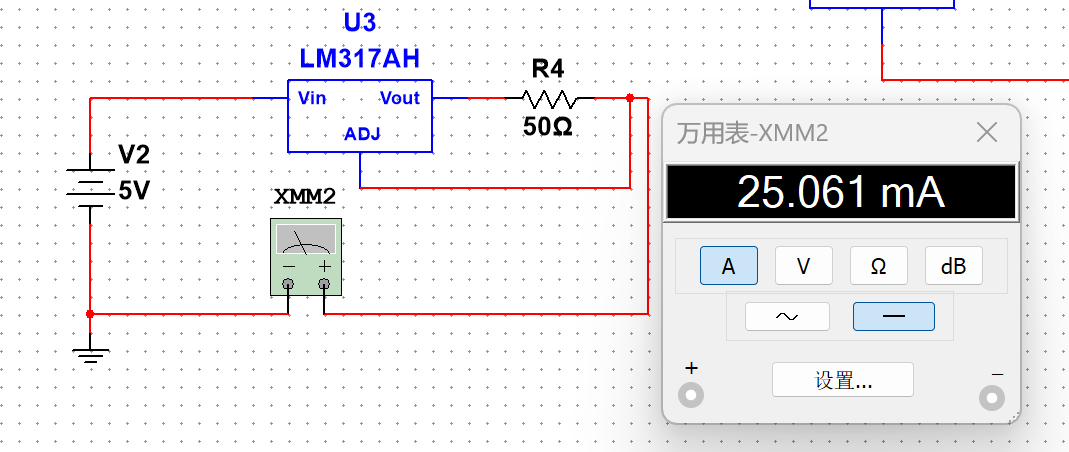 U3
LM317AH
Vin
Vout
ADJ
R4
50Ω
V2
5V
XMM2
− +
万用表-XMM2
25.061 mA
A
V
Ω
dB
~
—
+
设置...
−